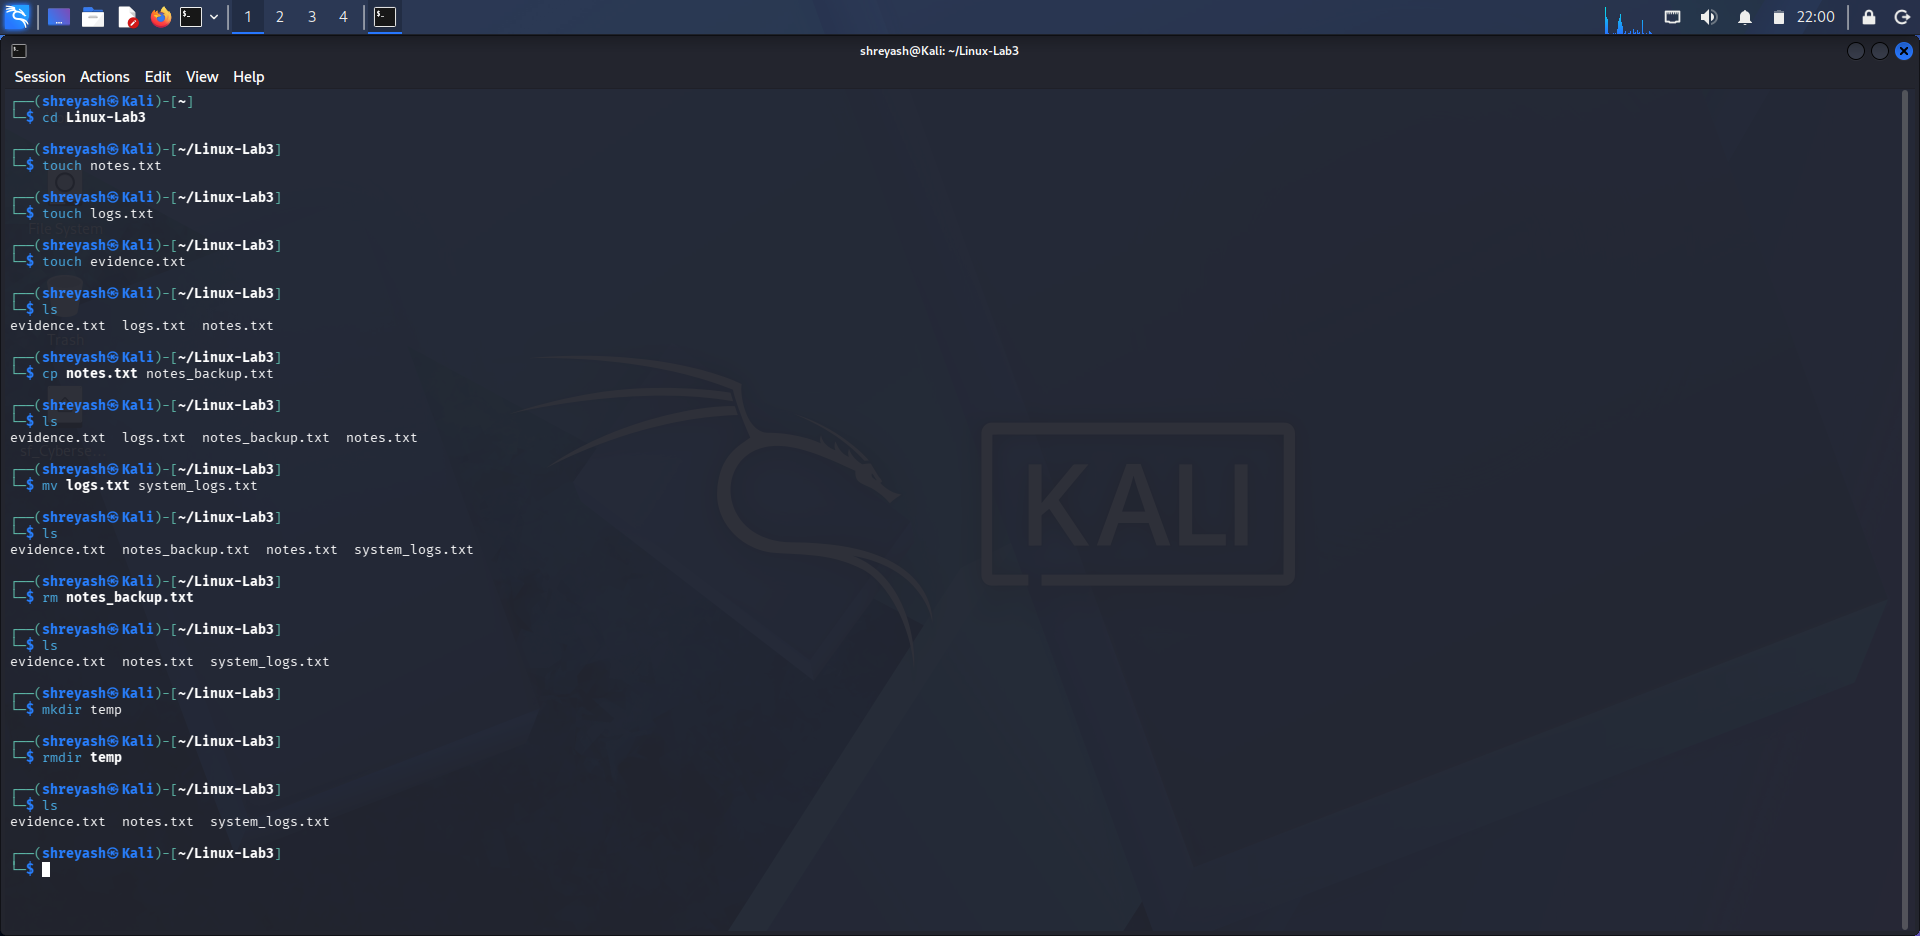 1 2 3 4 22:00
shreyash@Kali: ~/Linux-Lab3
Session Actions Edit View Help
┌──(shreyash㉿Kali)-[~]
└─$ cd Linux-Lab3
┌──(shreyash㉿Kali)-[~/Linux-Lab3]
└─$ touch notes.txt
┌──(shreyash㉿Kali)-[~/Linux-Lab3]
└─$ touch logs.txt
File System
┌──(shreyash㉿Kali)-[~/Linux-Lab3]
└─$ touch evidence.txt
┌──(shreyash㉿Kali)-[~/Linux-Lab3]
└─$ ls
evidence.txt  logs.txt  notes.txt
Trash
┌──(shreyash㉿Kali)-[~/Linux-Lab3]
└─$ cp notes.txt notes_backup.txt
┌──(shreyash㉿Kali)-[~/Linux-Lab3]
└─$ ls
evidence.txt  logs.txt  notes_backup.txt  notes.txt
sf_Cyberse...
┌──(shreyash㉿Kali)-[~/Linux-Lab3]
└─$ mv logs.txt system_logs.txt
KALI
┌──(shreyash㉿Kali)-[~/Linux-Lab3]
└─$ ls
evidence.txt  notes_backup.txt  notes.txt  system_logs.txt
┌──(shreyash㉿Kali)-[~/Linux-Lab3]
└─$ rm notes_backup.txt
┌──(shreyash㉿Kali)-[~/Linux-Lab3]
└─$ ls
evidence.txt  notes.txt  system_logs.txt
┌──(shreyash㉿Kali)-[~/Linux-Lab3]
└─$ mkdir temp
┌──(shreyash㉿Kali)-[~/Linux-Lab3]
└─$ rmdir temp
┌──(shreyash㉿Kali)-[~/Linux-Lab3]
└─$ ls
evidence.txt  notes.txt  system_logs.txt
┌──(shreyash㉿Kali)-[~/Linux-Lab3]
└─$